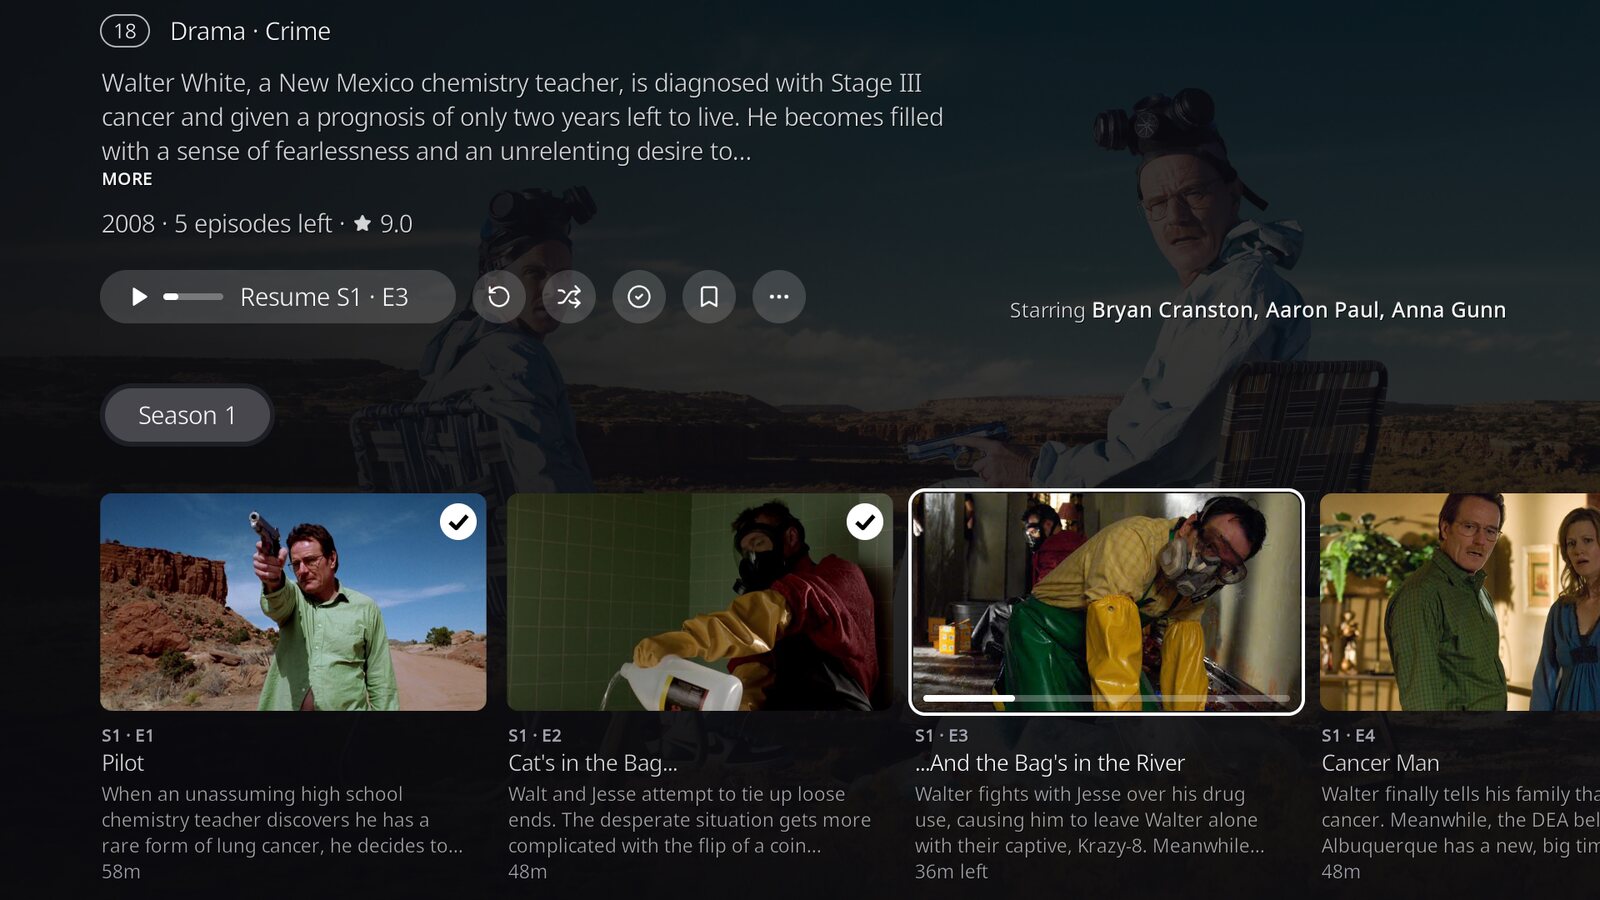 18 Drama · Crime
Walter White, a New Mexico chemistry teacher, is diagnosed with Stage III
cancer and given a prognosis of only two years left to live. He becomes filled
with a sense of fearlessness and an unrelenting desire to...
MORE
2008 · 5 episodes left · ★ 9.0
Resume S1 · E3
Starring Bryan Cranston, Aaron Paul, Anna Gunn
Season 1
S1 · E1
Pilot
When an unassuming high school
chemistry teacher discovers he has a
rare form of lung cancer, he decides to...
58m
S1 · E2
Cat's in the Bag...
Walt and Jesse attempt to tie up loose
ends. The desperate situation gets more
complicated with the flip of a coin...
48m
S1 · E3
...And the Bag's in the River
Walter fights with Jesse over his drug
use, causing him to leave Walter alone
with their captive, Krazy-8. Meanwhile...
36m left
S1 · E4
Cancer Man
Walter finally tells his family tha
cancer. Meanwhile, the DEA bel
Albuquerque has a new, big tim
48m